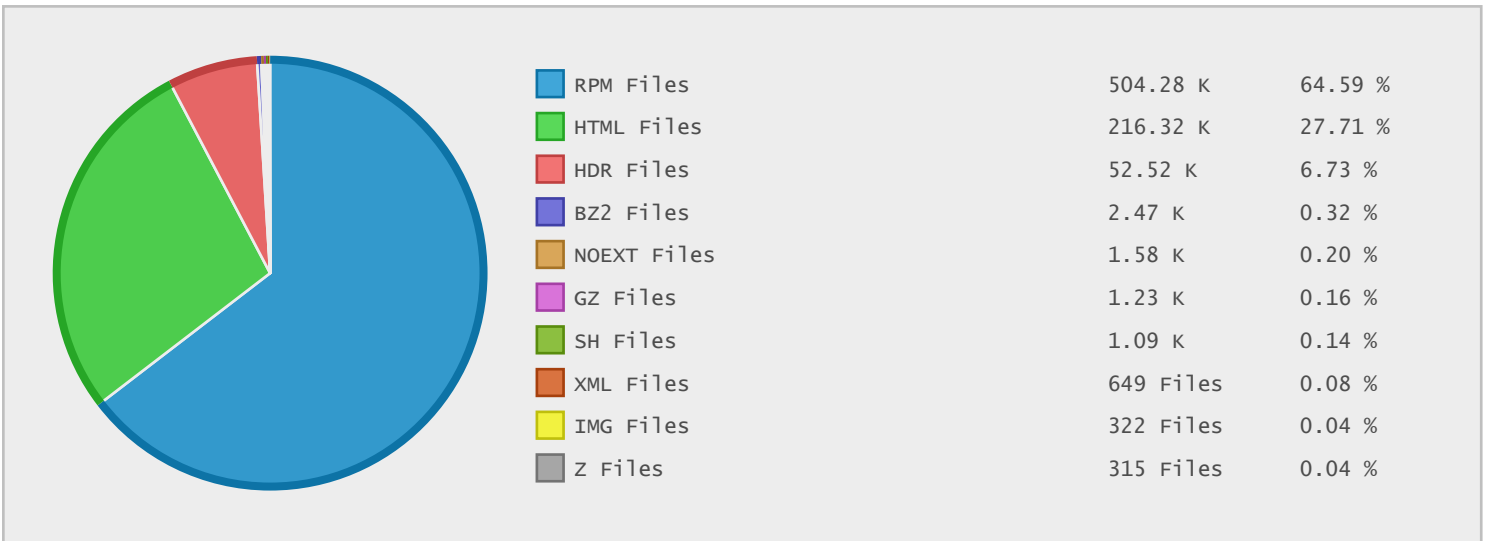 RPM Files 504.28 K 64.59 %
HTML Files 216.32 K 27.71 %
HDR Files 52.52 K 6.73 %
BZ2 Files 2.47 K 0.32 %
NOEXT Files 1.58 K 0.20 %
GZ Files 1.23 K 0.16 %
SH Files 1.09 K 0.14 %
XML Files 649 Files 0.08 %
IMG Files 322 Files 0.04 %
Z Files 315 Files 0.04 %